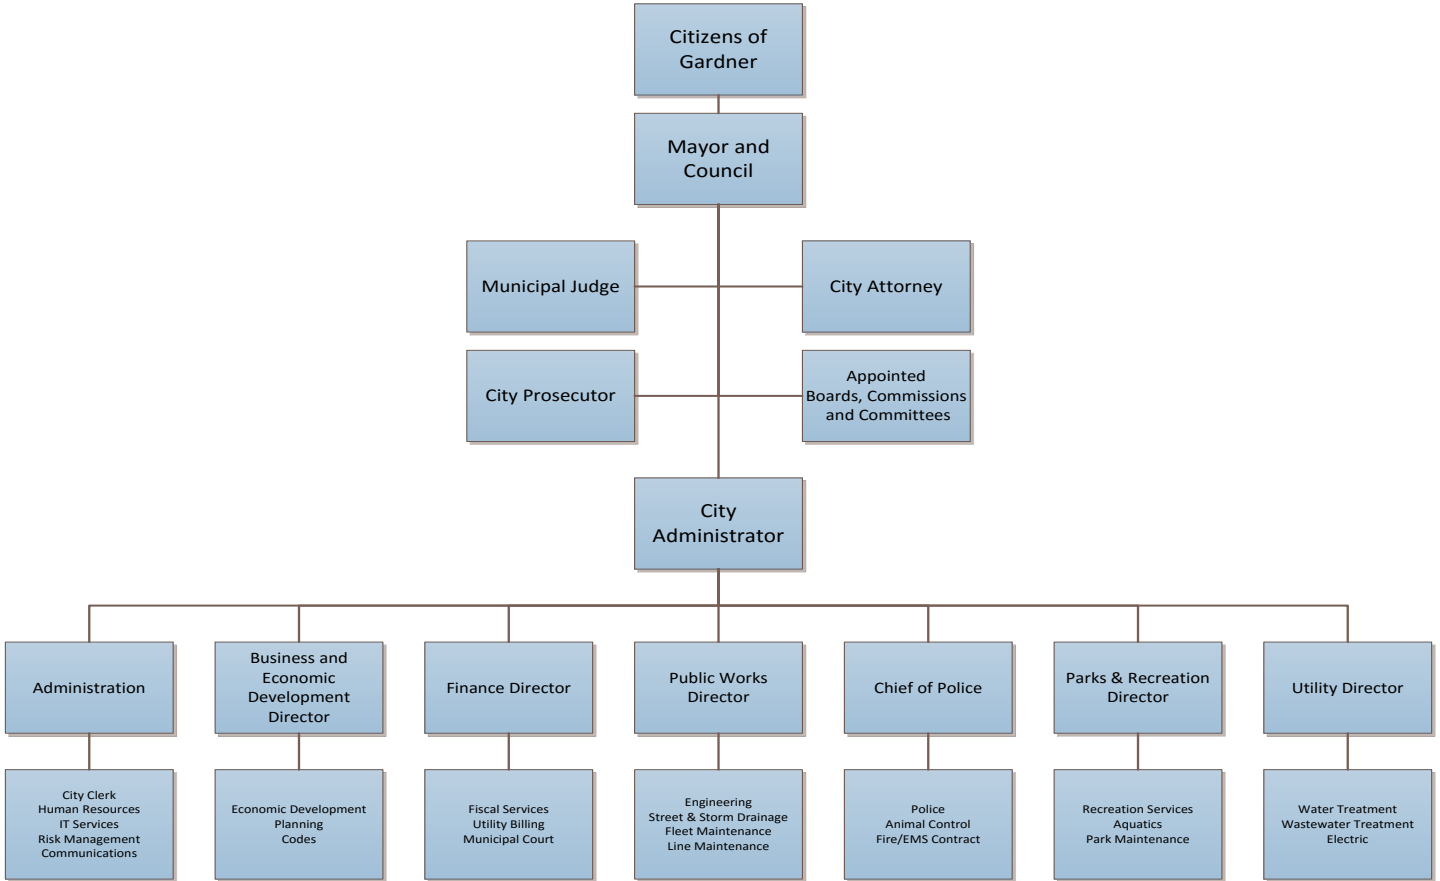 Citizens of
Gardner
Mayor and
Council
Municipal Judge
City Attorney
City Prosecutor
Appointed
Boards, Commissions
and Committees
City
Administrator
Administration
Business and
Economic
Development
Director
Finance Director
Public Works
Director
Chief of Police
Parks & Recreation
Director
Utility Director
City Clerk
Human Resources
IT Services
Risk Management
Communications
Economic Development
Planning
Codes
Fiscal Services
Utility Billing
Municipal Court
Engineering
Street & Storm Drainage
Fleet Maintenance
Line Maintenance
Police
Animal Control
Fire/EMS Contract
Recreation Services
Aquatics
Park Maintenance
Water Treatment
Wastewater Treatment
Electric